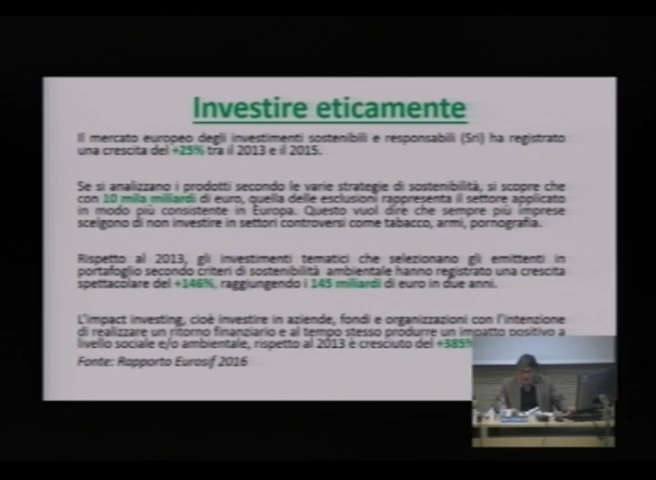 Investire eticamente
Il mercato europeo degli investimenti sostenibili e responsabili (Sri) ha registrato
una crescita del +25% tra il 2013 e il 2015.
Se si analizzano i prodotti secondo le varie strategie di sostenibilità, si scopre che
con 10 mila miliardi di euro, quella delle esclusioni rappresenta il settore applicato
in modo più consistente in Europa. Questo vuol dire che sempre più imprese
scelgono di non investire in settori controversi come tabacco, armi, pornografia.
Rispetto al 2013, gli investimenti tematici che selezionano gli emittenti in
portafoglio secondo criteri di sostenibilità ambientale hanno registrato una crescita
spettacolare del +146%, raggiungendo i 145 miliardi di euro in due anni.
L'impact investing, cioè investire in aziende, fondi e organizzazioni con l'intenzione
di realizzare un ritorno finanziario e al tempo stesso produrre un impatto positivo a
livello sociale e/o ambientale, rispetto al 2013 è cresciuto del +385%
Fonte: Rapporto Eurosif 2016